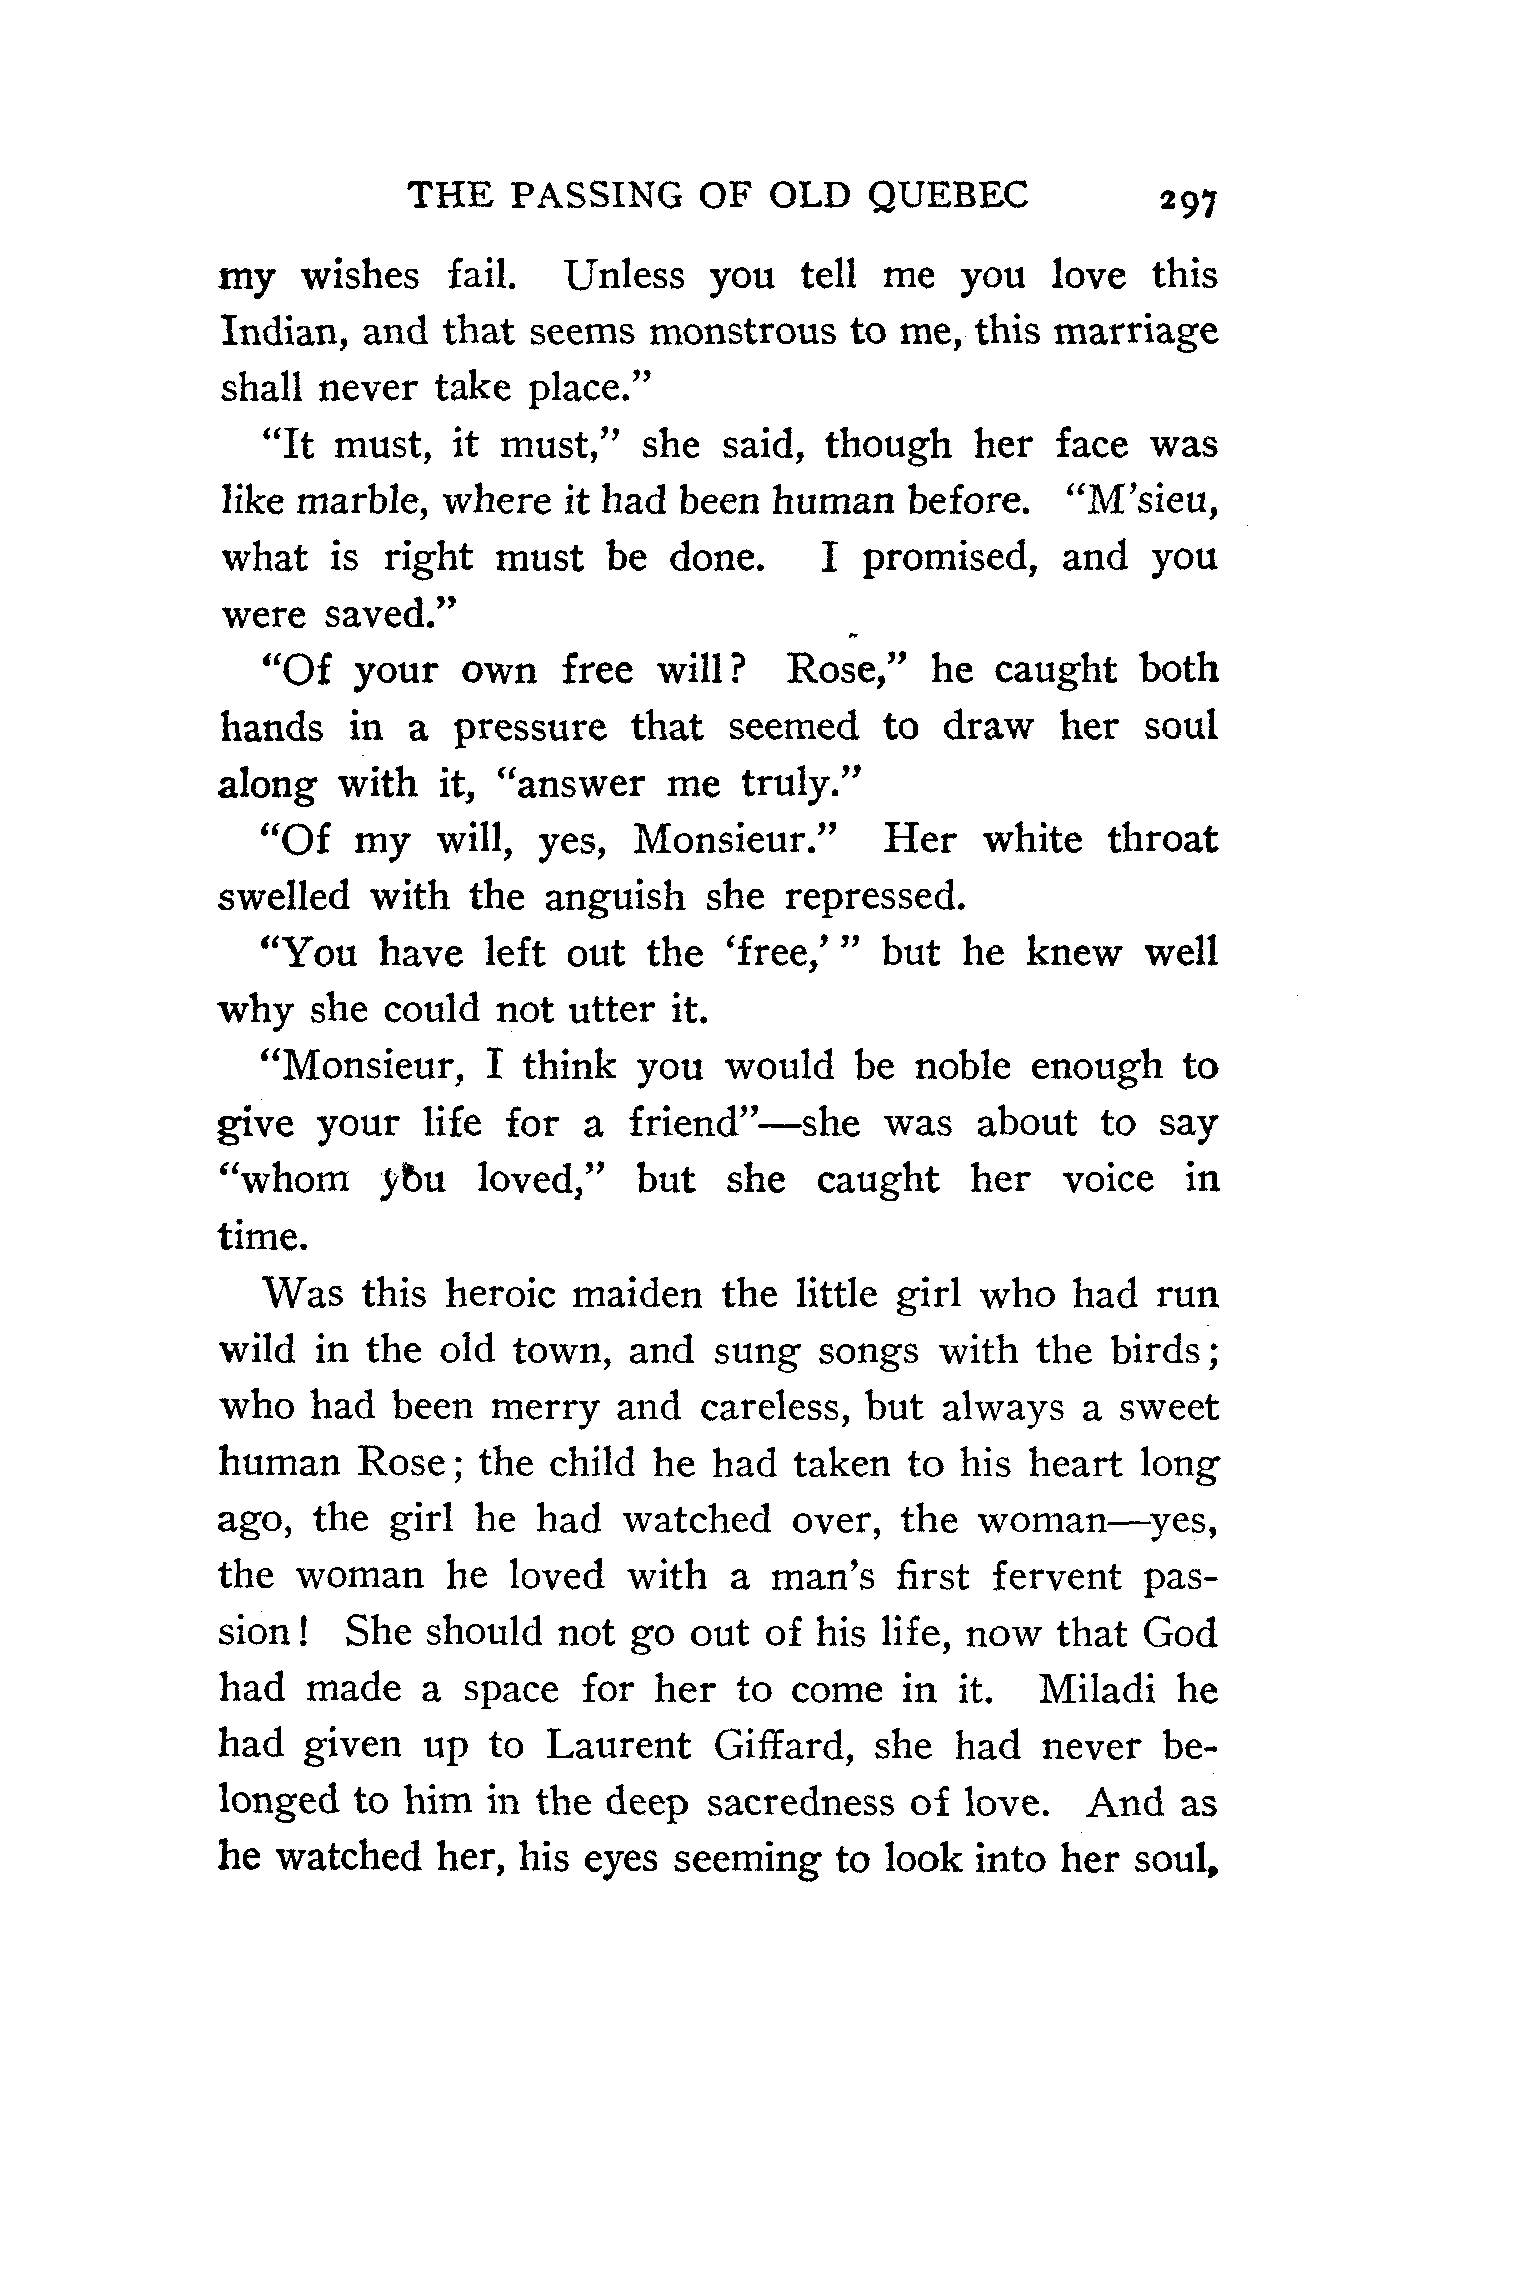 THE PASSING OF OLD QUEBEC 297
my wishes fail. Unless you tell me you love this
Indian, and that seems monstrous to me, this marriage
shall never take place.”
“It must, it must,” she said, though her face was
like marble, where it had been human before. “M’sieu,
what is right must be done. I promised, and you
were saved.”
“Of your own free will? Rose,” he caught both
hands in a pressure that seemed to draw her soul
along with it, “answer me truly.”
“Of my will, yes, Monsieur.” Her white throat
swelled with the anguish she repressed.
“You have left out the ‘free,’ ” but he knew well
why she could not utter it.
“Monsieur, I think you would be noble enough to
give your life for a friend”—she was about to say
“whom you loved,” but she caught her voice in
time.
Was this heroic maiden the little girl who had run
wild in the old town, and sung songs with the birds;
who had been merry and careless, but always a sweet
human Rose; the child he had taken to his heart long
ago, the girl he had watched over, the woman—yes,
the woman he loved with a man’s first fervent pas-
sion! She should not go out of his life, now that God
had made a space for her to come in it. Miladi he
had given up to Laurent Giffard, she had never be-
longed to him in the deep sacredness of love. And as
he watched her, his eyes seeming to look into her soul,